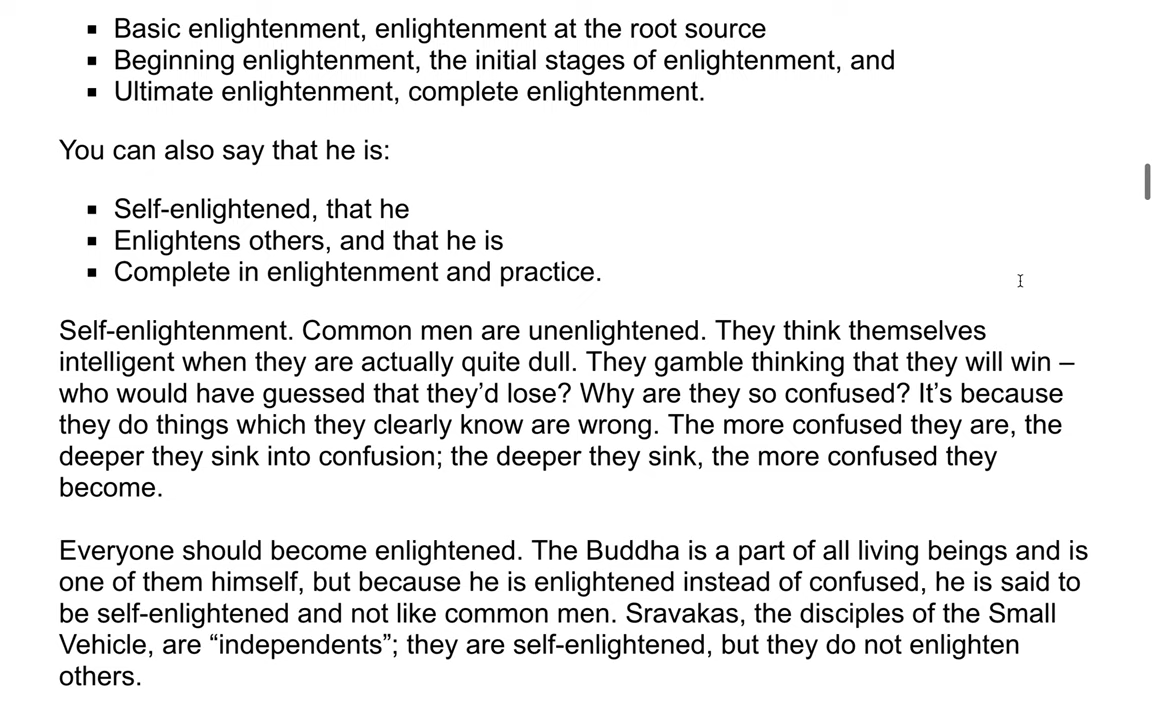 ▪ Basic enlightenment, enlightenment at the root source
▪ Beginning enlightenment, the initial stages of enlightenment, and
▪ Ultimate enlightenment, complete enlightenment.
You can also say that he is:
▪ Self-enlightened, that he
▪ Enlightens others, and that he is
▪ Complete in enlightenment and practice.
Self-enlightenment. Common men are unenlightened. They think themselves
intelligent when they are actually quite dull. They gamble thinking that they will win –
who would have guessed that they’d lose? Why are they so confused? It’s because
they do things which they clearly know are wrong. The more confused they are, the
deeper they sink into confusion; the deeper they sink, the more confused they
become.
Everyone should become enlightened. The Buddha is a part of all living beings and is
one of them himself, but because he is enlightened instead of confused, he is said to
be self-enlightened and not like common men. Sravakas, the disciples of the Small
Vehicle, are “independents”; they are self-enlightened, but they do not enlighten
others.